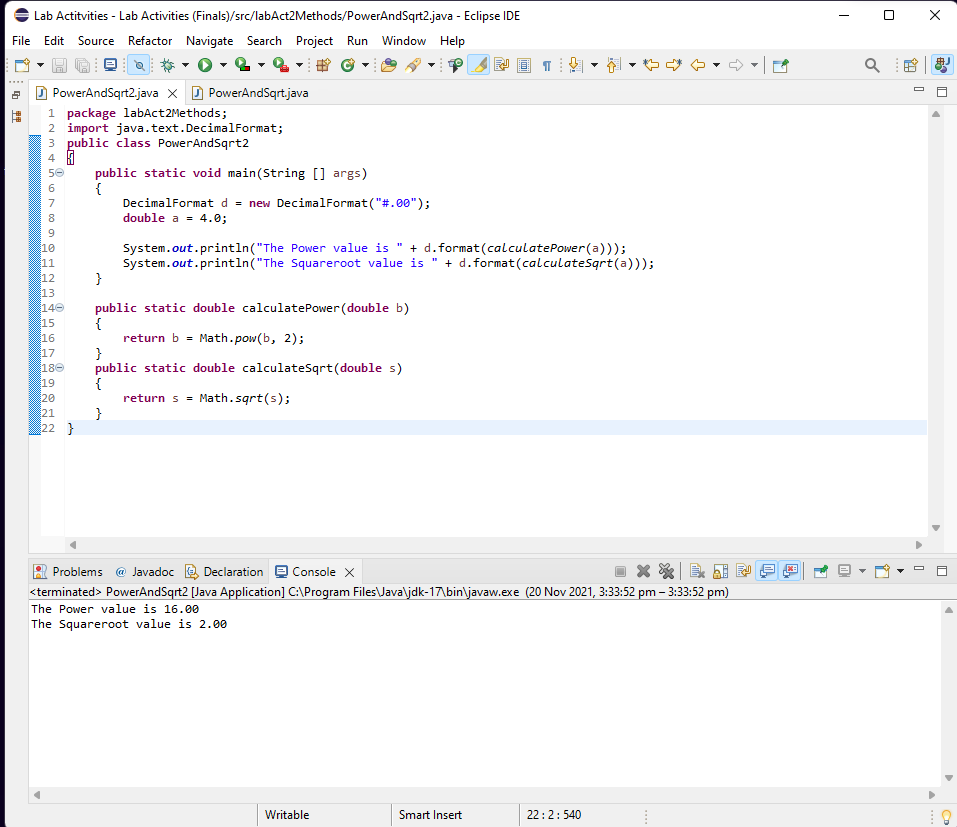 Lab Actitvities - Lab Activities (Finals)/src/labAct2Methods/PowerAndSqrt2.java - Eclipse IDE
File Edit Source Refactor Navigate Search Project Run Window Help
PowerAndSqrt2.java PowerAndSqrt.java
1 package labAct2Methods;
2 import java.text.DecimalFormat;
3 public class PowerAndSqrt2
4 {
5 public static void main(String [] args)
6 {
7 DecimalFormat d = new DecimalFormat("#.00");
8 double a = 4.0;
9
10 System.out.println("The Power value is " + d.format(calculatePower(a)));
11 System.out.println("The Squareroot value is " + d.format(calculateSqrt(a)));
12 }
13
14 public static double calculatePower(double b)
15 {
16 return b = Math.pow(b, 2);
17 }
18 public static double calculateSqrt(double s)
19 {
20 return s = Math.sqrt(s);
21 }
22 }
Problems @ Javadoc Declaration Console
<terminated> PowerAndSqrt2 [Java Application] C:\Program Files\Java\jdk-17\bin\javaw.exe (20 Nov 2021, 3:33:52 pm – 3:33:52 pm)
The Power value is 16.00
The Squareroot value is 2.00
Writable Smart Insert 22 : 2 : 540